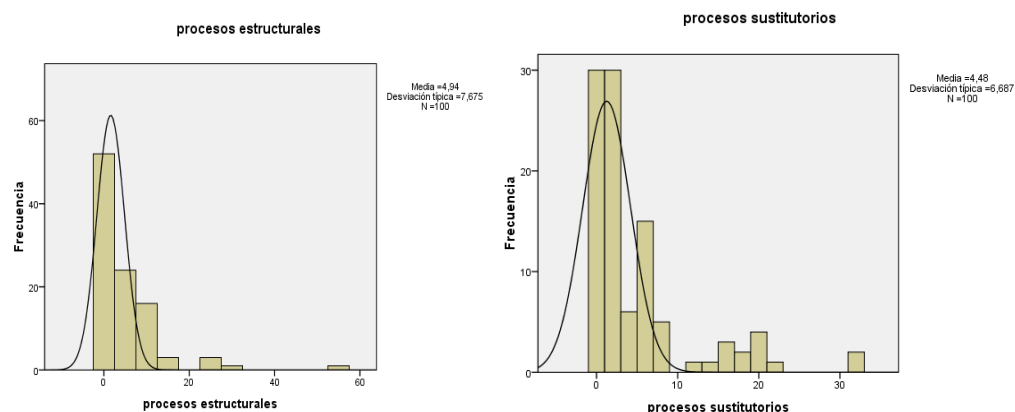 procesos estructurales
Media =4,94
Desviación típica =7,675
N =100
Frecuencia
60
40
20
0
0 20 40 60
procesos estructurales
procesos sustitutorios
Media =4,48
Desviación típica =6,687
N =100
Frecuencia
30
20
10
0
0 10 20 30
procesos sustitutorios